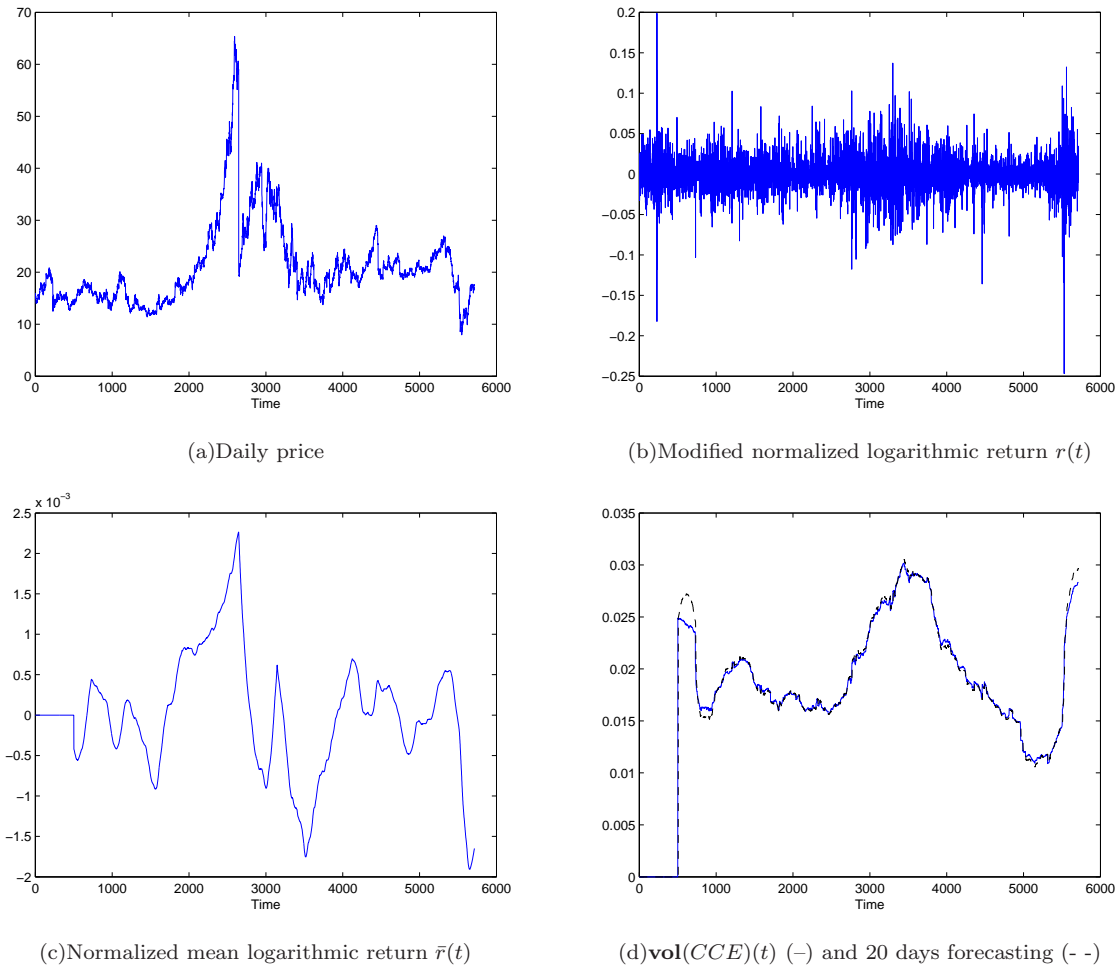 70
60
50
40
30
20
10
0
0 1000 2000 3000 4000 5000 6000
Time
(a)Daily price
0.2
0.15
0.1
0.05
0
−0.05
−0.1
−0.15
−0.2
−0.25
0 1000 2000 3000 4000 5000 6000
Time
(b)Modified normalized logarithmic return r(t)
x 10⁻³
2.5
2
1.5
1
0.5
0
−0.5
−1
−1.5
−2
0 1000 2000 3000 4000 5000 6000
Time
(c)Normalized mean logarithmic return r̄(t)
0.035
0.03
0.025
0.02
0.015
0.01
0.005
0
0 1000 2000 3000 4000 5000 6000
Time
(d)vol(CCE)(t) (–) and 20 days forecasting (- -)